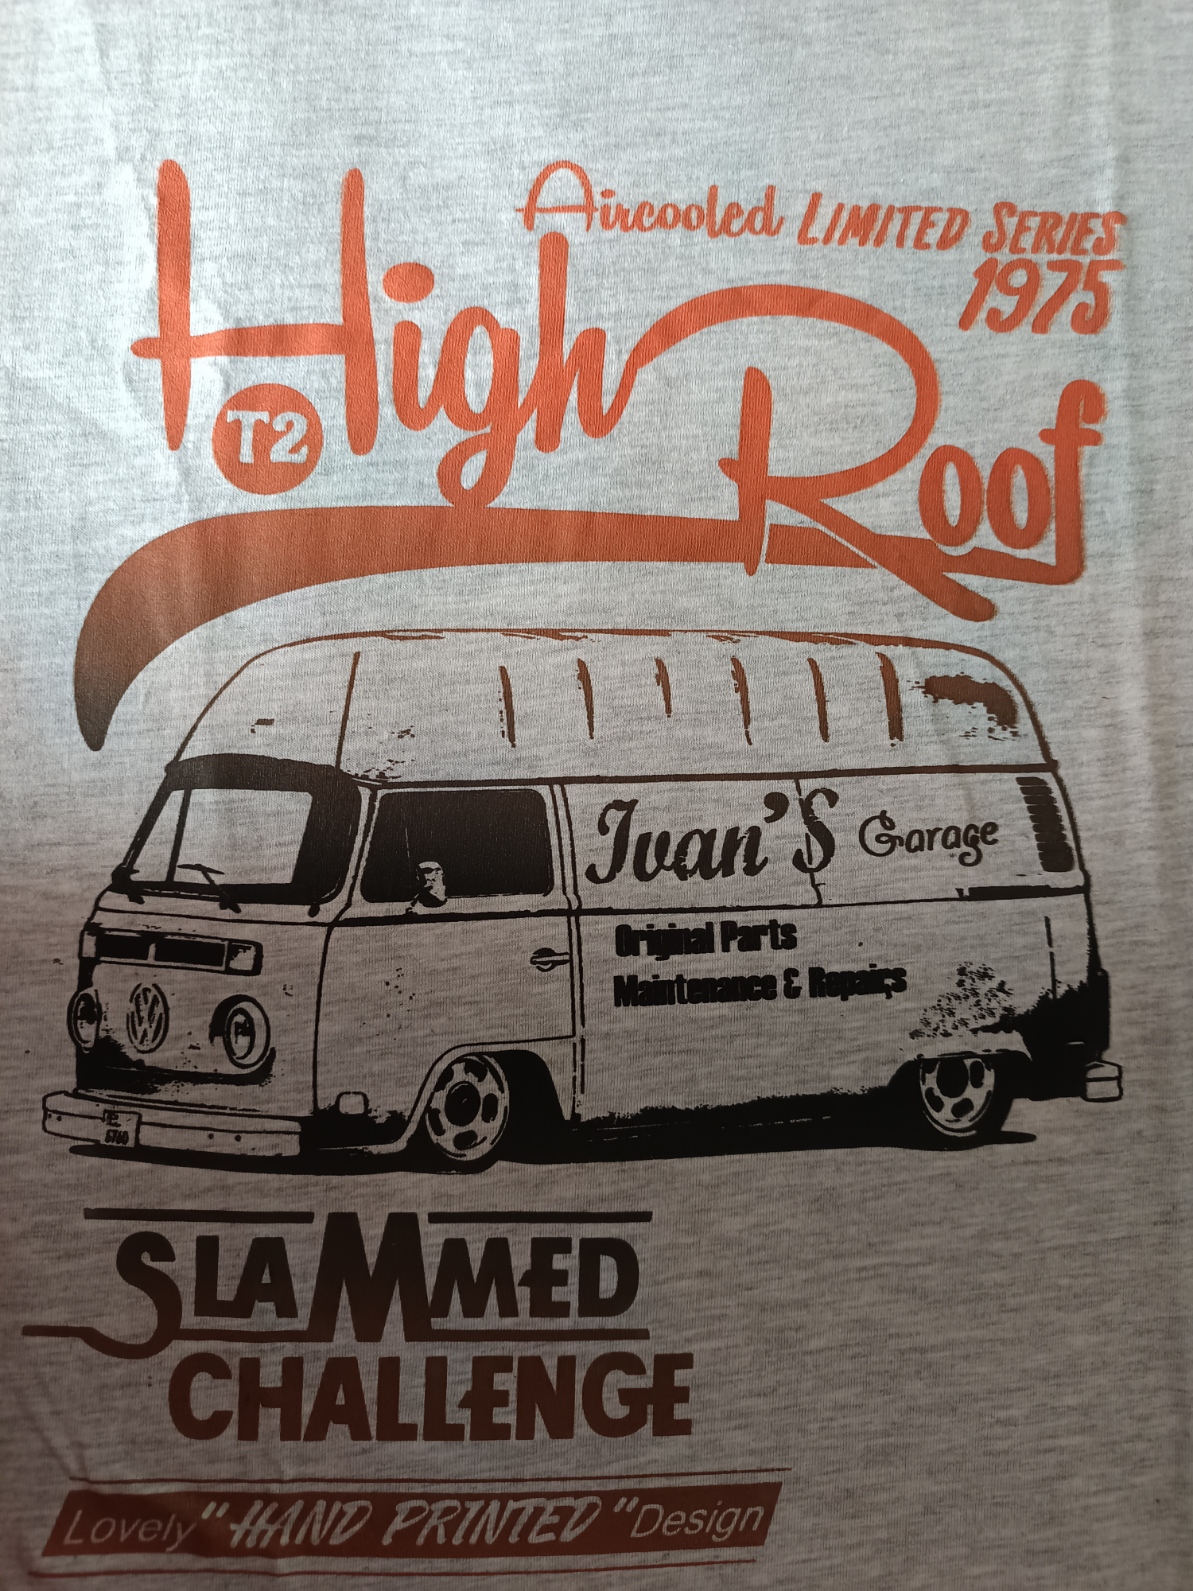 Aircooled LIMITED SERIES
1975
High Roof
T2
Ivan'S Garage
Original Parts
Maintenance & Repairs
VW
SLAMMED
CHALLENGE
Lovely "HAND PRINTED" Design